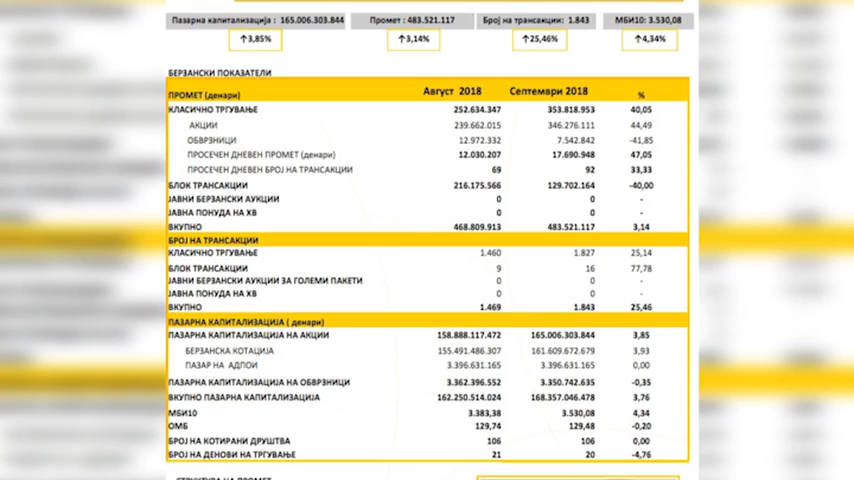 Пазарна капитализација : 165.006.303.844 Промет : 483.521.117 Број на трансакции: 1.843 МБИ10: 3.530,08
↑3,85% ↑3,14% ↑25,46% ↑4,34%
БЕРЗАНСКИ ПОКАЗАТЕЛИ
ПРОМЕТ (денари) Август 2018 Септември 2018 %
КЛАСИЧНО ТРГУВАЊЕ 252.634.347 353.818.953 40,05
АКЦИИ 239.662.015 346.276.111 44,49
ОБВРЗНИЦИ 12.972.332 7.542.842 -41,85
ПРОСЕЧЕН ДНЕВЕН ПРОМЕТ (денари) 12.030.207 17.690.948 47,05
ПРОСЕЧЕН ДНЕВЕН БРОЈ НА ТРАНСАКЦИИ 69 92 33,33
БЛОК ТРАНСАКЦИИ 216.175.566 129.702.164 -40,00
ЈАВНИ БЕРЗАНСКИ АУКЦИИ 0 0 -
ЈАВНА ПОНУДА НА ХВ 0 0 -
ВКУПНО 468.809.913 483.521.117 3,14
БРОЈ НА ТРАНСАКЦИИ
КЛАСИЧНО ТРГУВАЊЕ 1.460 1.827 25,14
БЛОК ТРАНСАКЦИИ 9 16 77,78
ЈАВНИ БЕРЗАНСКИ АУКЦИИ ЗА ГОЛЕМИ ПАКЕТИ 0 0 -
ЈАВНА ПОНУДА НА ХВ 0 0 -
ВКУПНО 1.469 1.843 25,46
ПАЗАРНА КАПИТАЛИЗАЦИЈА ( денари)
ПАЗАРНА КАПИТАЛИЗАЦИЈА НА АКЦИИ 158.888.117.472 165.006.303.844 3,85
БЕРЗАНСКА КОТАЦИЈА 155.491.486.307 161.609.672.679 3,93
ПАЗАР НА АДПОИ 3.396.631.165 3.396.631.165 0,00
ПАЗАРНА КАПИТАЛИЗАЦИЈА НА ОБВРЗНИЦИ 3.362.396.552 3.350.742.635 -0,35
ВКУПНО ПАЗАРНА КАПИТАЛИЗАЦИЈА 162.250.514.024 168.357.046.478 3,76
МБИ10 3.383,38 3.530,08 4,34
ОМБ 129,74 129,48 -0,20
БРОЈ НА КОТИРАНИ ДРУШТВА 106 106 0,00
БРОЈ НА ДЕНОВИ НА ТРГУВАЊЕ 21 20 -4,76
СТРУКТУРА НА ПРОМЕТ